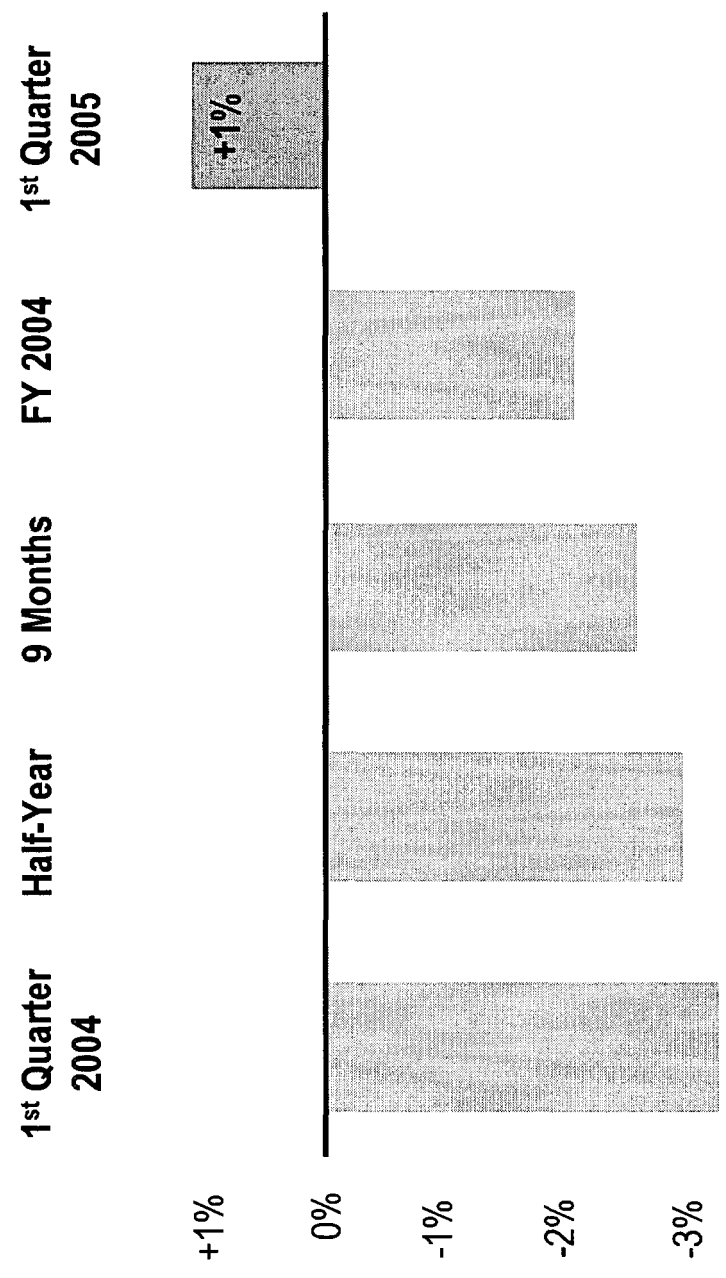 1st Quarter
2004
Half-Year
9 Months
FY 2004
1st Quarter
2005
+1%
+1%
0%
-1%
-2%
-3%